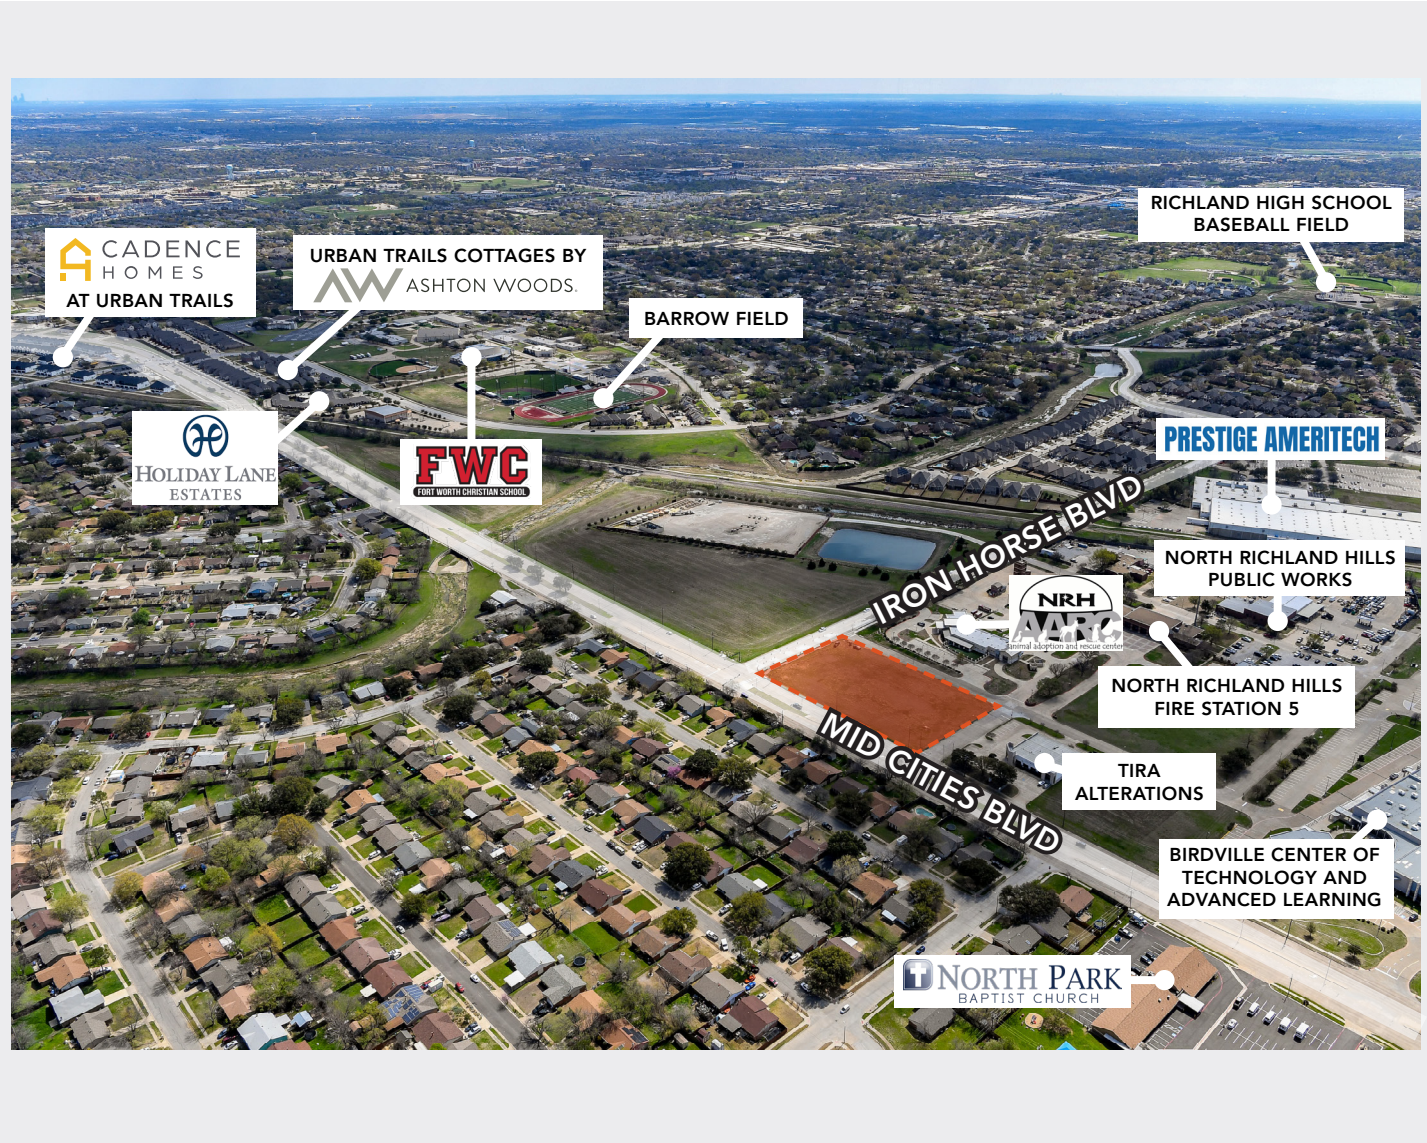 RICHLAND HIGH SCHOOL
BASEBALL FIELD
CADENCE
HOMES
AT URBAN TRAILS
URBAN TRAILS COTTAGES BY
AW ASHTON WOODS.
BARROW FIELD
HOLIDAY LANE
ESTATES
FWC
FORT WORTH CHRISTIAN SCHOOL
PRESTIGE AMERITECH
IRON HORSE BLVD
NORTH RICHLAND HILLS
PUBLIC WORKS
NRH
AARC
animal adoption and rescue center
NORTH RICHLAND HILLS
FIRE STATION 5
MID CITIES BLVD
TIRA
ALTERATIONS
BIRDVILLE CENTER OF
TECHNOLOGY AND
ADVANCED LEARNING
NORTH PARK
BAPTIST CHURCH